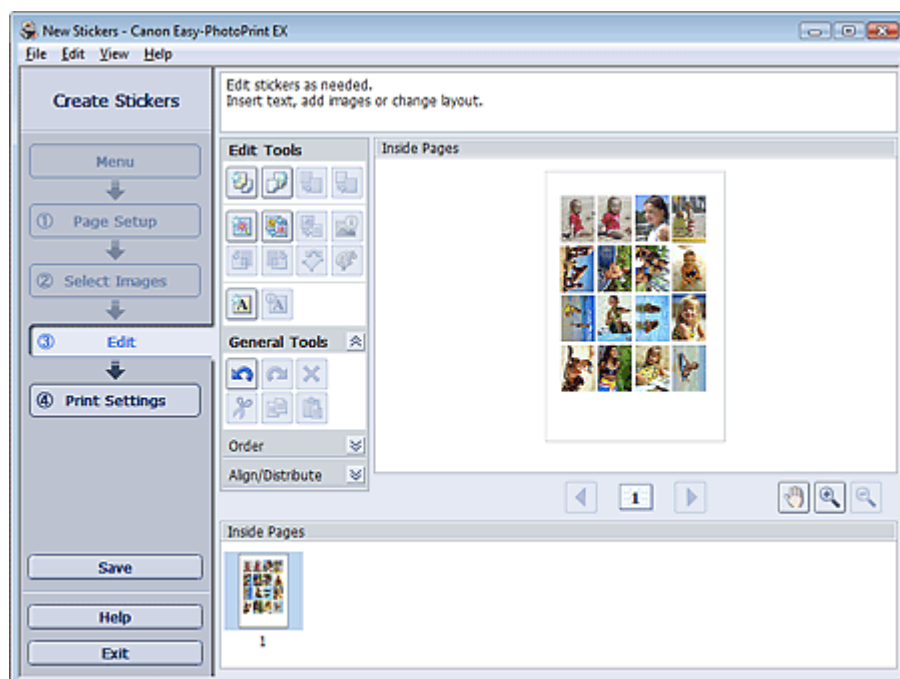 New Stickers - Canon Easy-PhotoPrint EX
File Edit View Help
Create Stickers
Edit stickers as needed.
Insert text, add images or change layout.
Menu
① Page Setup
② Select Images
③ Edit
④ Print Settings
Save
Help
Exit
Edit Tools
A A
General Tools
Order
Align/Distribute
Inside Pages
1
Inside Pages
1